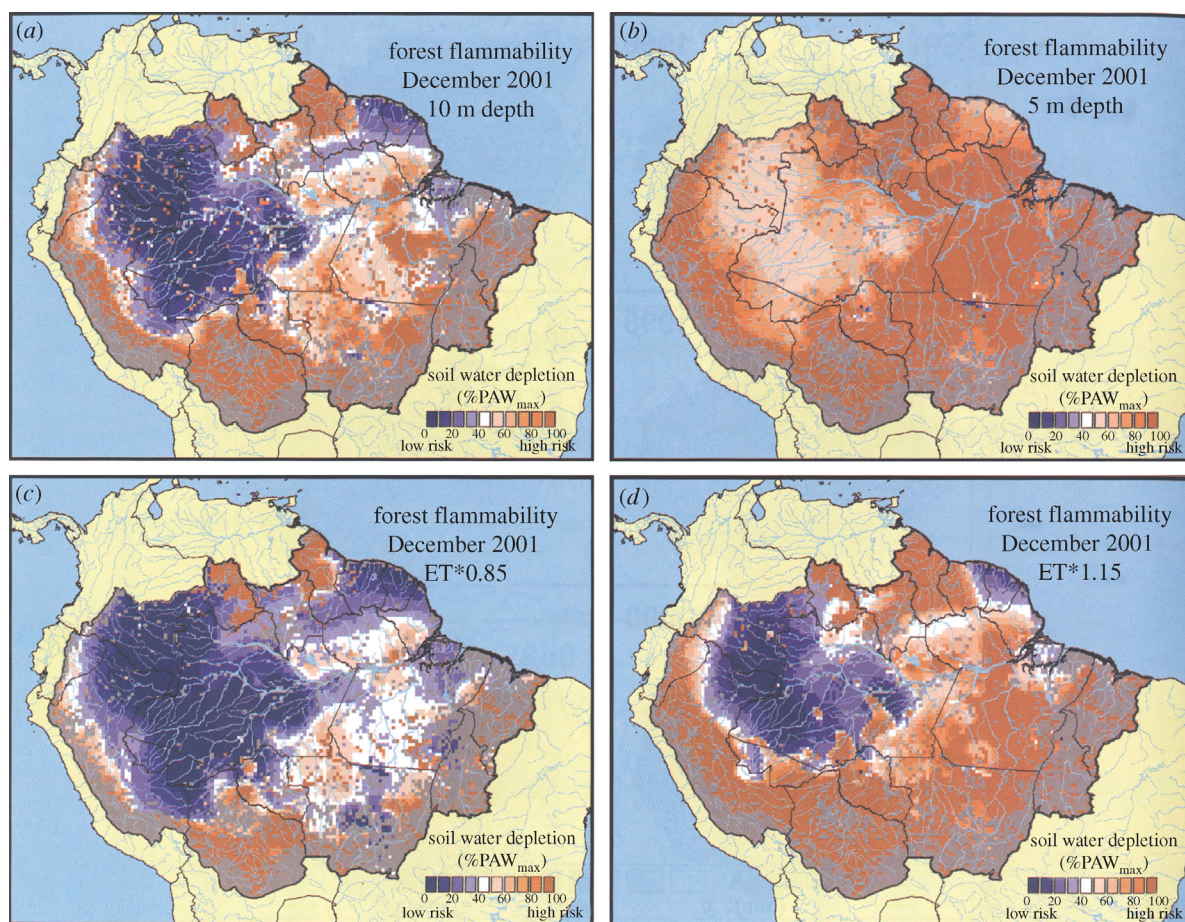 (a)
forest flammability
December 2001
10 m depth
soil water depletion
(%PAWmax)
0 20 40 60 80 100
low risk high risk
(b)
forest flammability
December 2001
5 m depth
soil water depletion
(%PAWmax)
0 20 40 60 80 100
low risk high risk
(c)
forest flammability
December 2001
ET*0.85
soil water depletion
(%PAWmax)
0 20 40 60 80 100
low risk high risk
(d)
forest flammability
December 2001
ET*1.15
soil water depletion
(%PAWmax)
0 20 40 60 80 100
low risk high risk